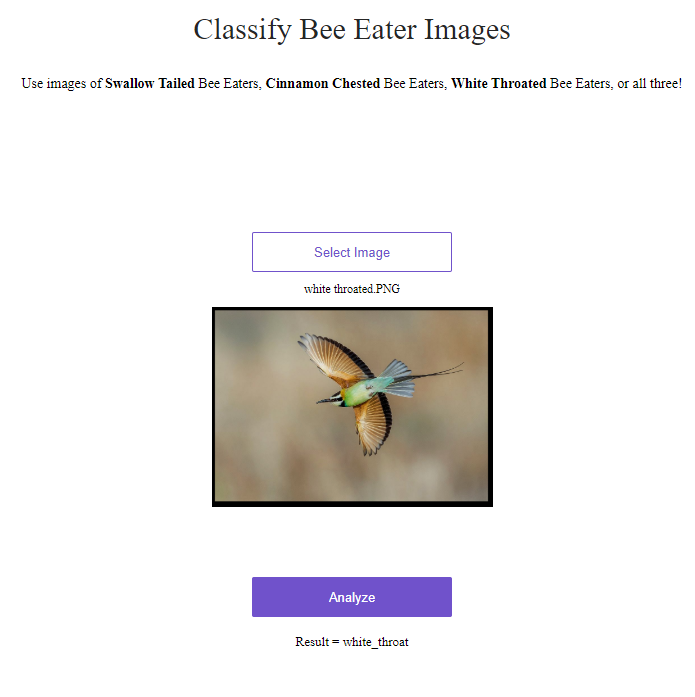 Classify Bee Eater Images
Use images of Swallow Tailed Bee Eaters, Cinnamon Chested Bee Eaters, White Throated Bee Eaters, or all three!
Select Image
white throated.PNG
Analyze
Result = white_throat